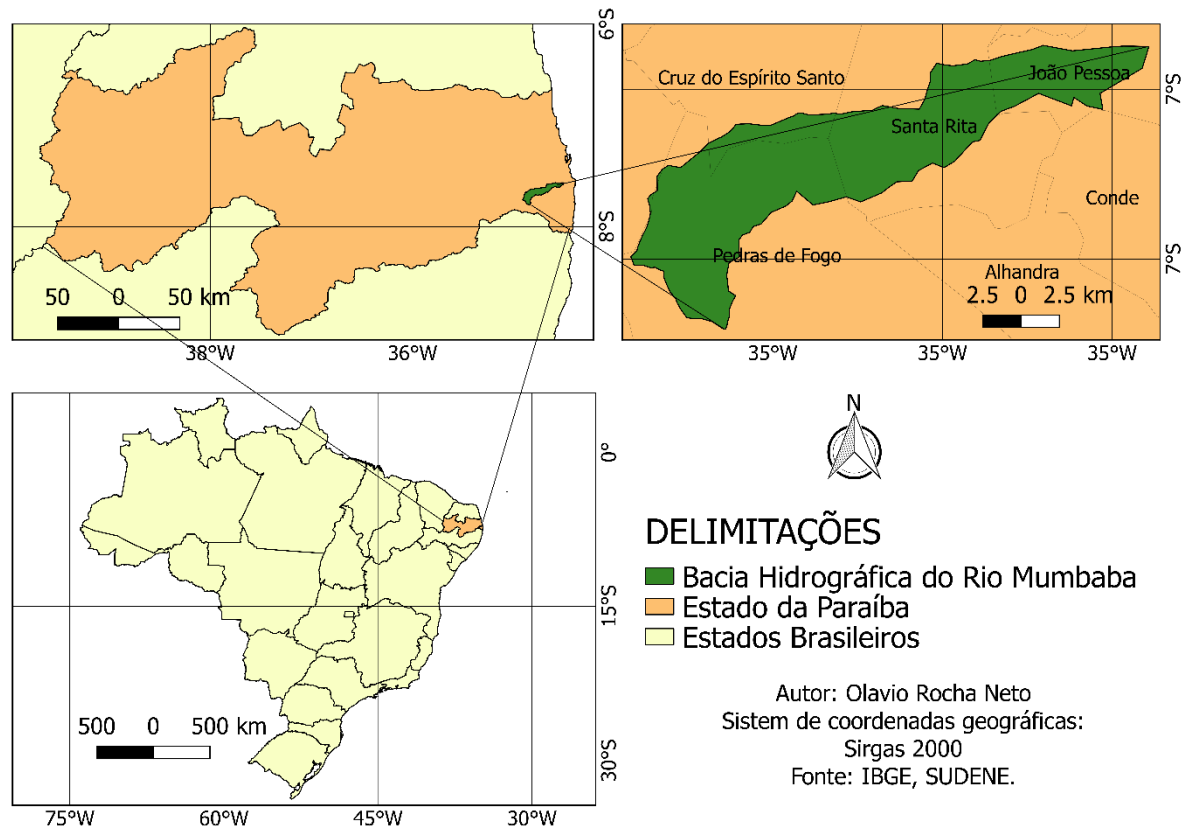 6°S
8°S
50 0 50 km
38°W 36°W
Cruz do Espírito Santo
João Pessoa
Santa Rita
Conde
Pedras de Fogo
Alhandra
2.5 0 2.5 km
7°S
7°S
35°W 35°W 35°W
0°
15°S
30°S
500 0 500 km
75°W 60°W 45°W 30°W
N
DELIMITAÇÕES
Bacia Hidrográfica do Rio Mumbaba
Estado da Paraíba
Estados Brasileiros
Autor: Olavio Rocha Neto
Sistem de coordenadas geográficas:
Sirgas 2000
Fonte: IBGE, SUDENE.